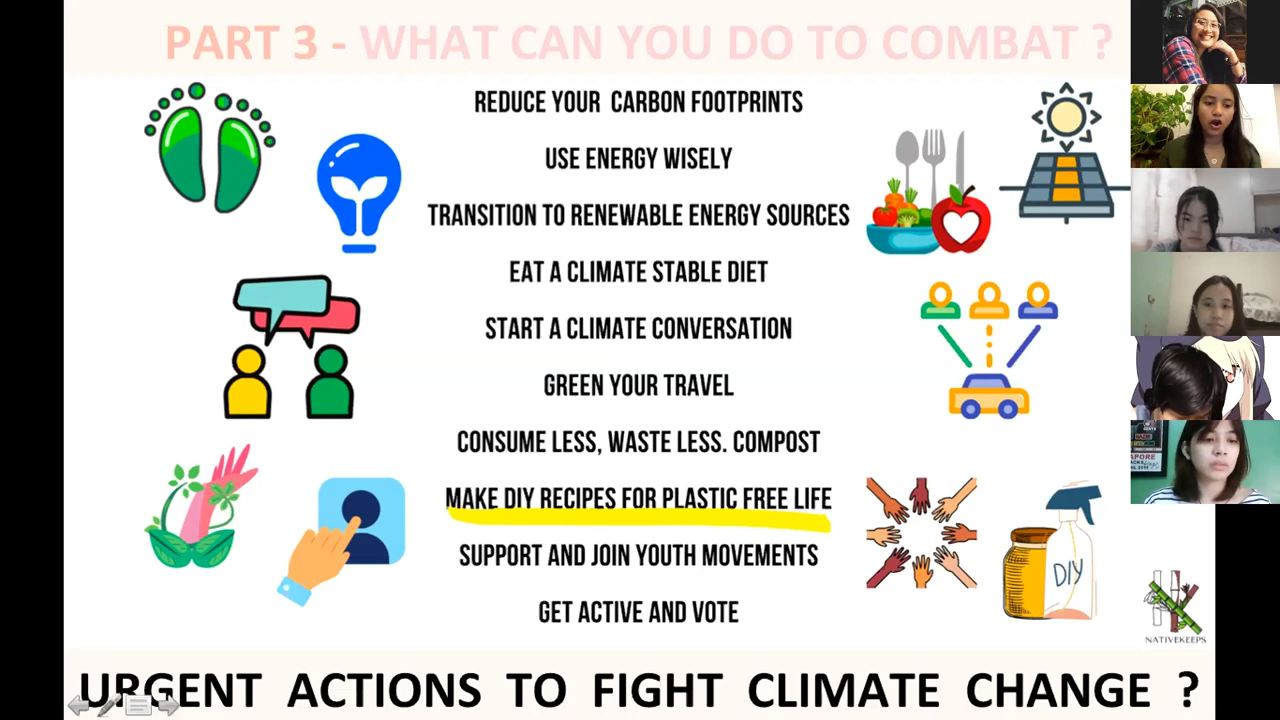 PART 3 - WHAT CAN YOU DO TO COMBAT ?
REDUCE YOUR CARBON FOOTPRINTS
USE ENERGY WISELY
TRANSITION TO RENEWABLE ENERGY SOURCES
EAT A CLIMATE STABLE DIET
START A CLIMATE CONVERSATION
GREEN YOUR TRAVEL
CONSUME LESS, WASTE LESS. COMPOST
MAKE DIY RECIPES FOR PLASTIC FREE LIFE
SUPPORT AND JOIN YOUTH MOVEMENTS
GET ACTIVE AND VOTE
DIY
NATIVEKEEPS
URGENT ACTIONS TO FIGHT CLIMATE CHANGE ?